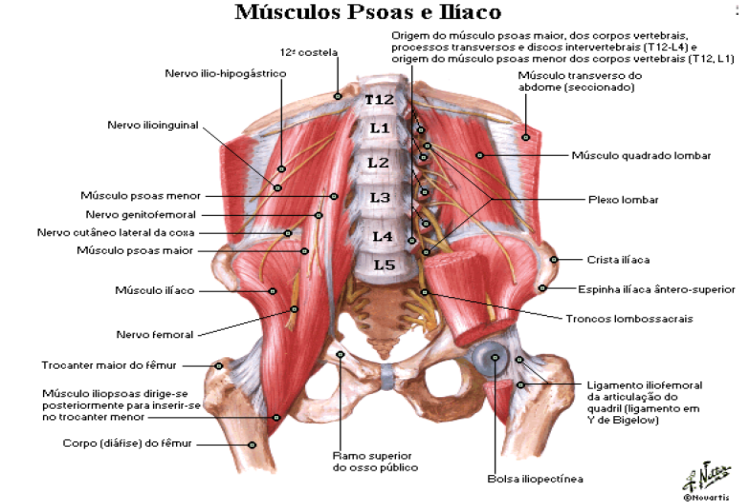 Músculos Psoas e Ilíaco
Origem do músculo psoas maior, dos corpos vertebrais,
processos transversos e discos intervertebrais (T12-L4) e
origem do músculo psoas menor dos corpos vertebrais (T12, L1)
12ª costela
Nervo ilio-hipogástrico
Músculo transverso do
abdome (seccionado)
T12
L1
L2
L3
L4
L5
Nervo ilioinguinal
Músculo quadrado lombar
Músculo psoas menor
Plexo lombar
Nervo genitofemoral
Nervo cutâneo lateral da coxa
Músculo psoas maior
Crista ilíaca
Músculo ilíaco
Espinha ilíaca ântero-superior
Troncos lombossacrais
Nervo femoral
Trocanter maior do fêmur
Músculo iliopsoas dirige-se
posteriormente para inserir-se
no trocanter menor
Ligamento iliofemoral
da articulação do
quadril (ligamento em
Y de Bigelow)
Corpo (diáfise) do fêmur
Ramo superior
do osso público
Bolsa iliopectínea
©Novartis